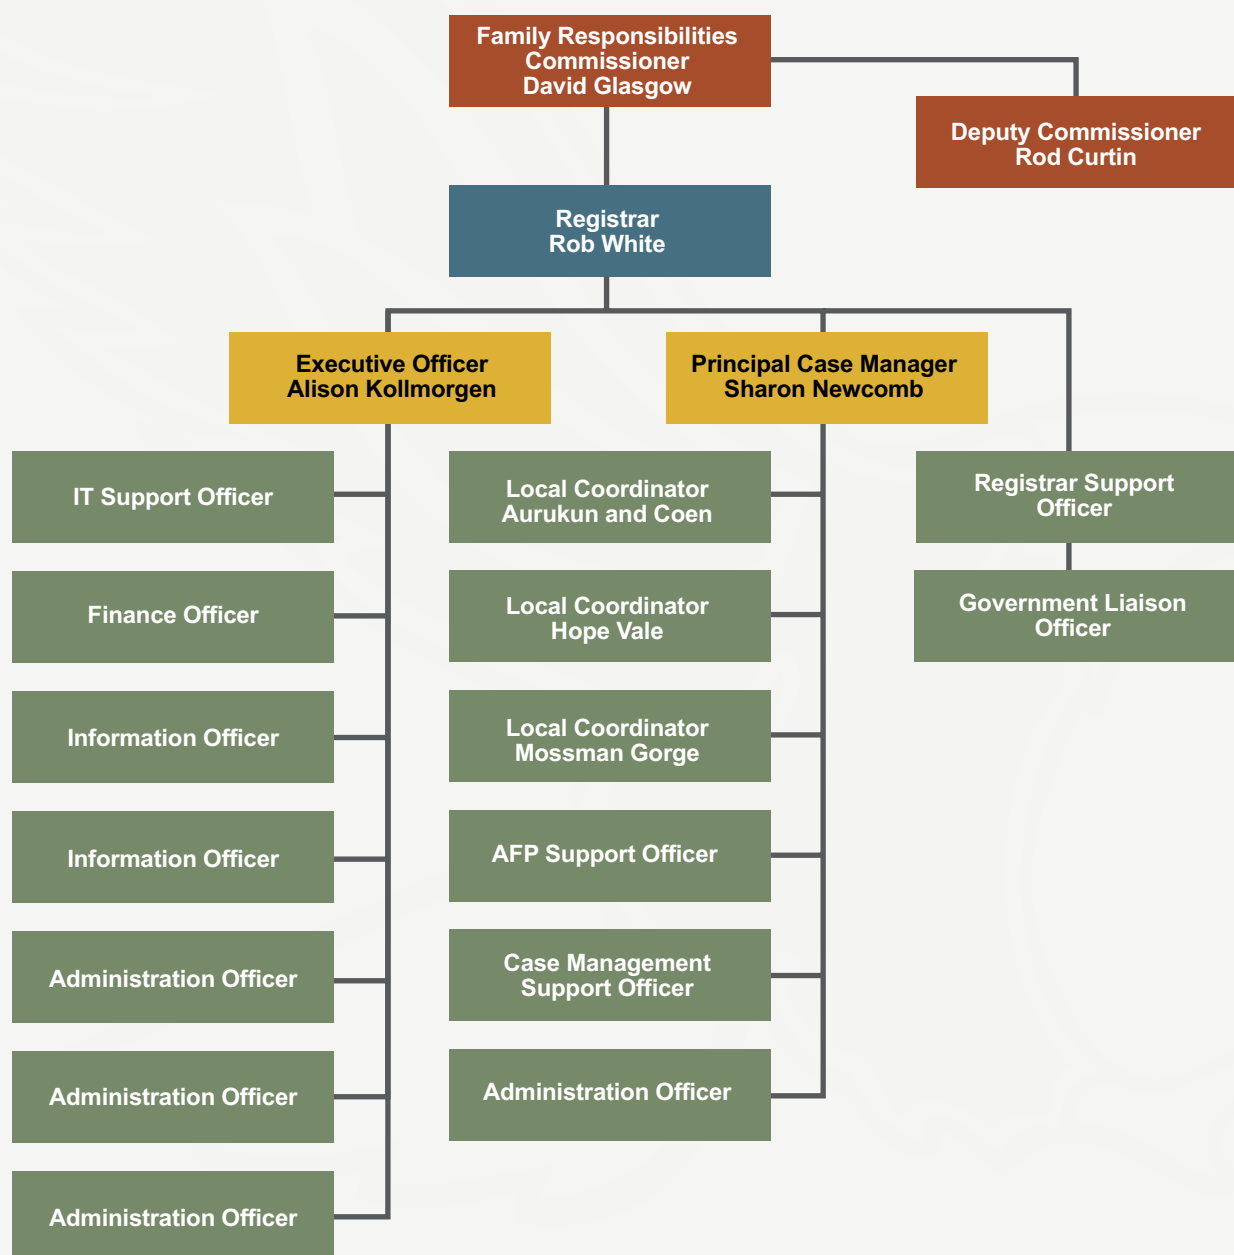 Family Responsibilities
Commissioner
David Glasgow
Deputy Commissioner
Rod Curtin
Registrar
Rob White
Executive Officer
Alison Kollmorgen
Principal Case Manager
Sharon Newcomb
IT Support Officer
Finance Officer
Information Officer
Information Officer
Administration Officer
Administration Officer
Administration Officer
Local Coordinator
Aurukun and Coen
Local Coordinator
Hope Vale
Local Coordinator
Mossman Gorge
AFP Support Officer
Case Management
Support Officer
Administration Officer
Registrar Support
Officer
Government Liaison
Officer